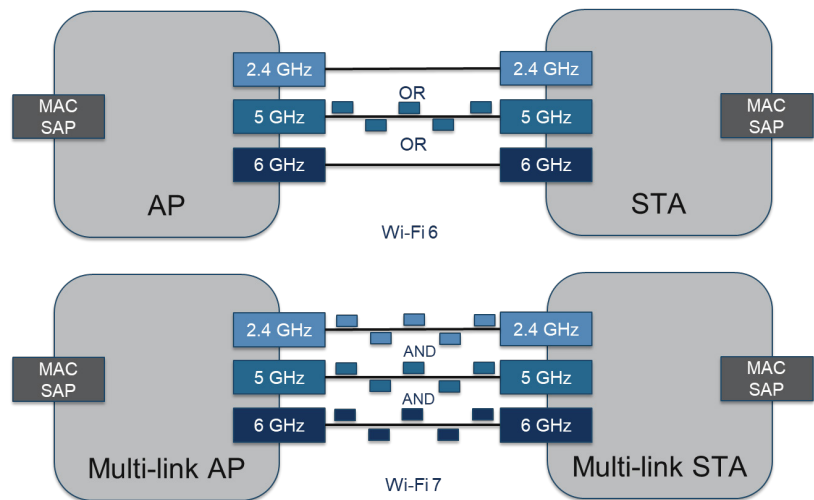 2.4 GHz
2.4 GHz
OR
MAC
SAP
5 GHz
5 GHz
MAC
SAP
OR
6 GHz
6 GHz
AP
STA
Wi-Fi 6
2.4 GHz
2.4 GHz
AND
MAC
SAP
5 GHz
5 GHz
MAC
SAP
AND
6 GHz
6 GHz
Multi-link AP
Multi-link STA
Wi-Fi 7